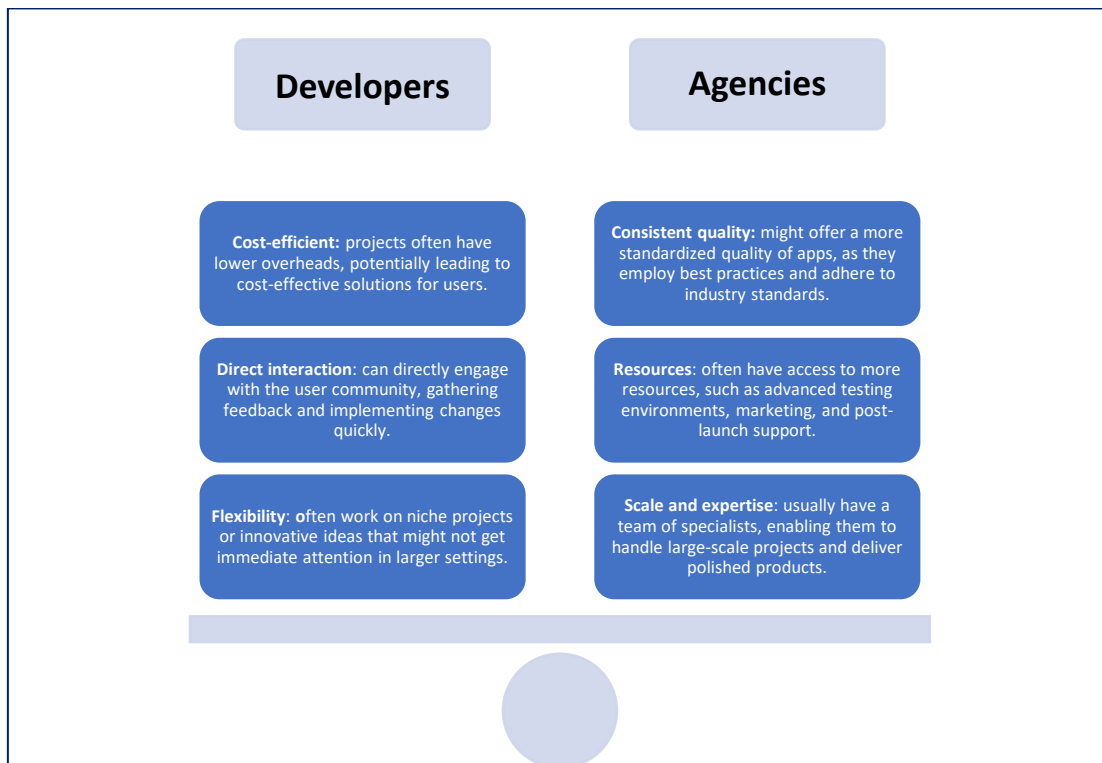 Developers
Agencies
Cost-efficient: projects often have
lower overheads, potentially leading to
cost-effective solutions for users.
Direct interaction: can directly engage
with the user community, gathering
feedback and implementing changes
quickly.
Flexibility: often work on niche projects
or innovative ideas that might not get
immediate attention in larger settings.
Consistent quality: might offer a more
standardized quality of apps, as they
employ best practices and adhere to
industry standards.
Resources: often have access to more
resources, such as advanced testing
environments, marketing, and post-
launch support.
Scale and expertise: usually have a
team of specialists, enabling them to
handle large-scale projects and deliver
polished products.